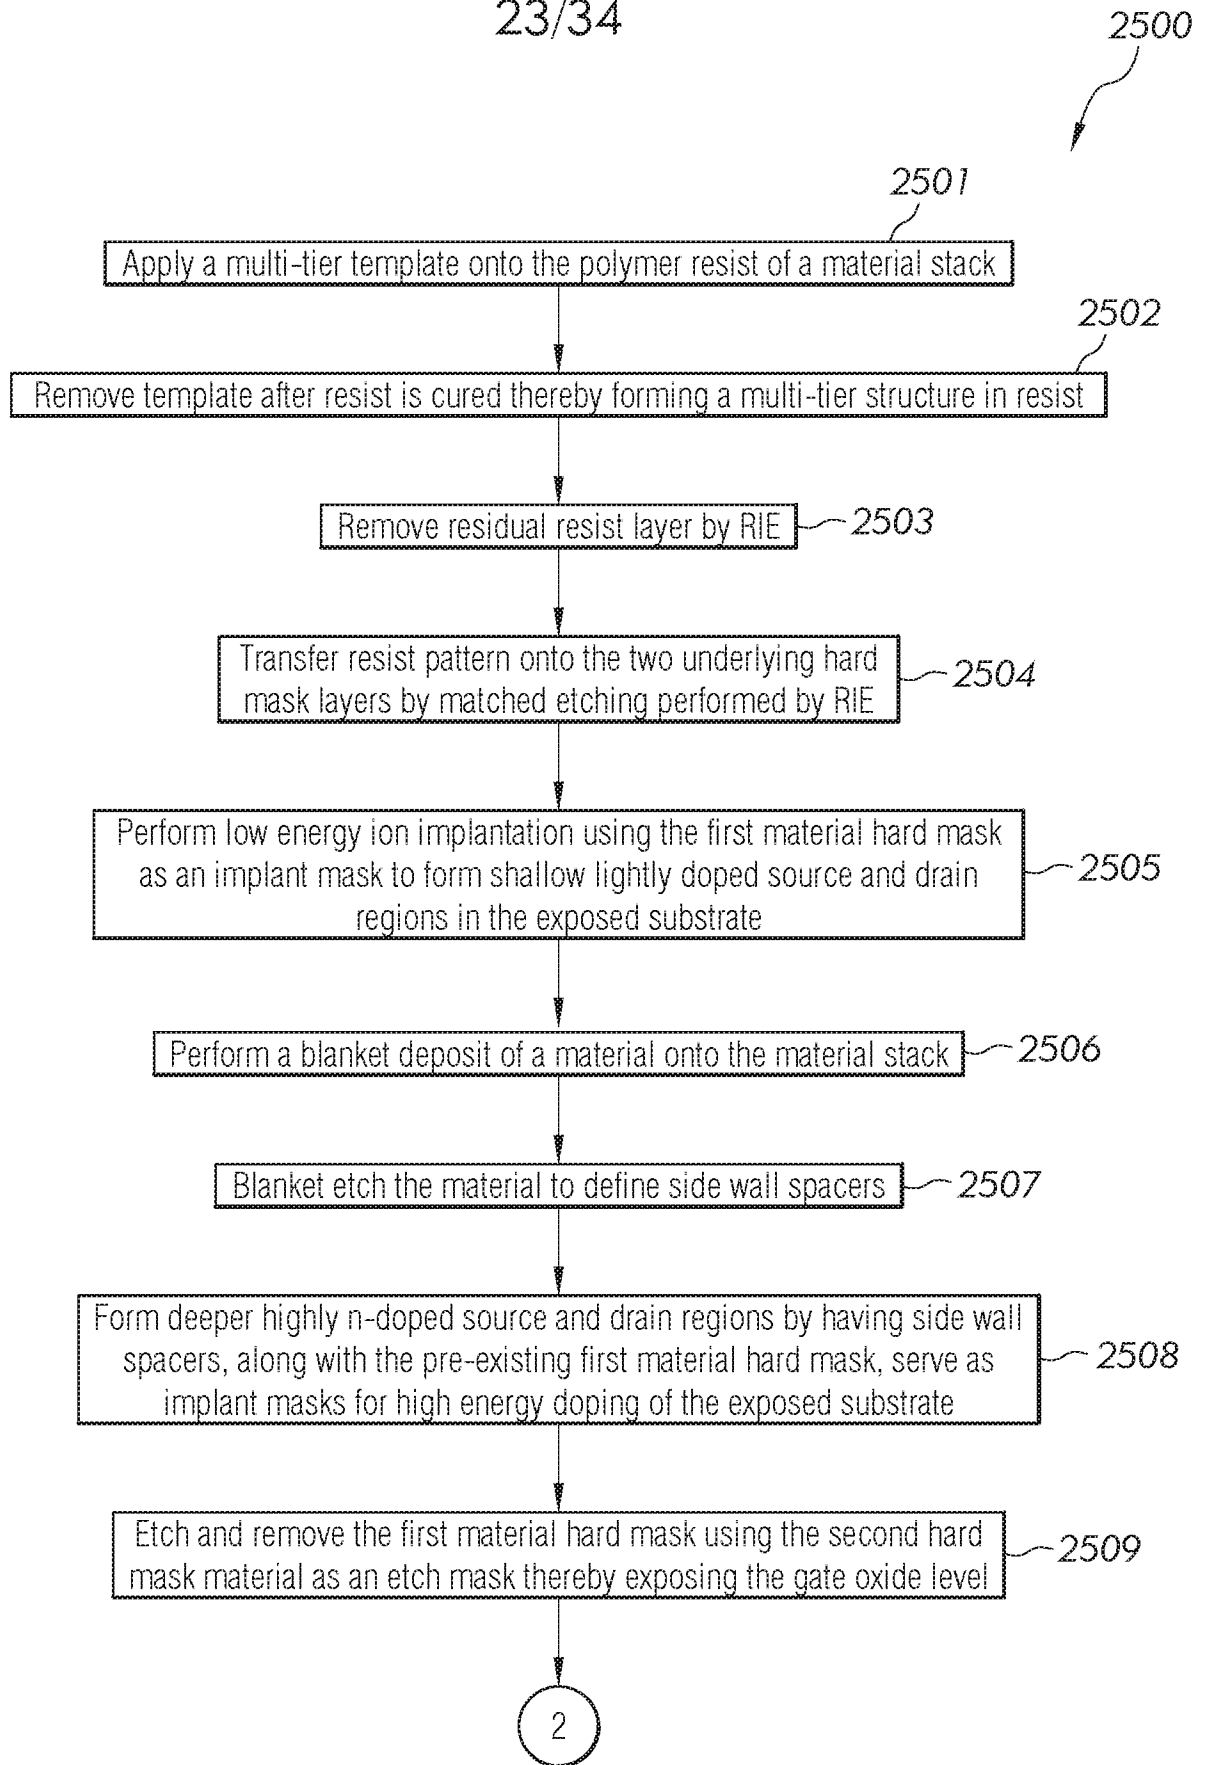 23/34
2500
2501
Apply a multi-tier template onto the polymer resist of a material stack
2502
Remove template after resist is cured thereby forming a multi-tier structure in resist
Remove residual resist layer by RIE
2503
Transfer resist pattern onto the two underlying hard
mask layers by matched etching performed by RIE
2504
Perform low energy ion implantation using the first material hard mask
as an implant mask to form shallow lightly doped source and drain
regions in the exposed substrate
2505
Perform a blanket deposit of a material onto the material stack
2506
Blanket etch the material to define side wall spacers
2507
Form deeper highly n-doped source and drain regions by having side wall
spacers, along with the pre-existing first material hard mask, serve as
implant masks for high energy doping of the exposed substrate
2508
Etch and remove the first material hard mask using the second hard
mask material as an etch mask thereby exposing the gate oxide level
2509
2